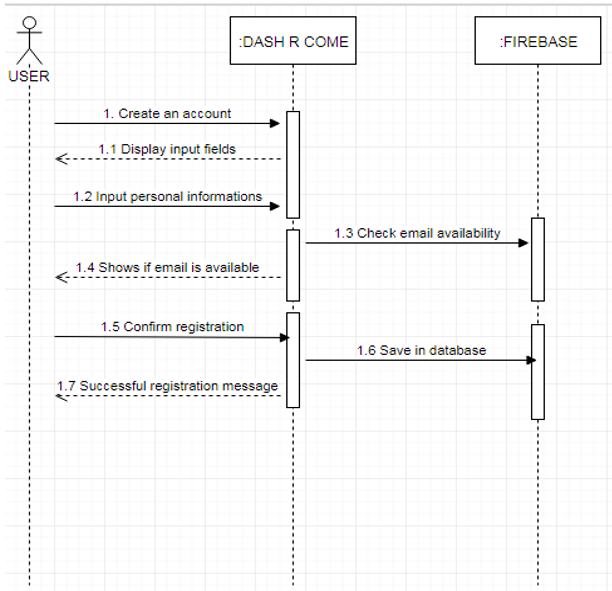 :DASH R COME
:FIREBASE
USER
1. Create an account
1.1 Display input fields
1.2 Input personal informations
1.3 Check email availability
1.4 Shows if email is available
1.5 Confirm registration
1.6 Save in database
1.7 Successful registration message